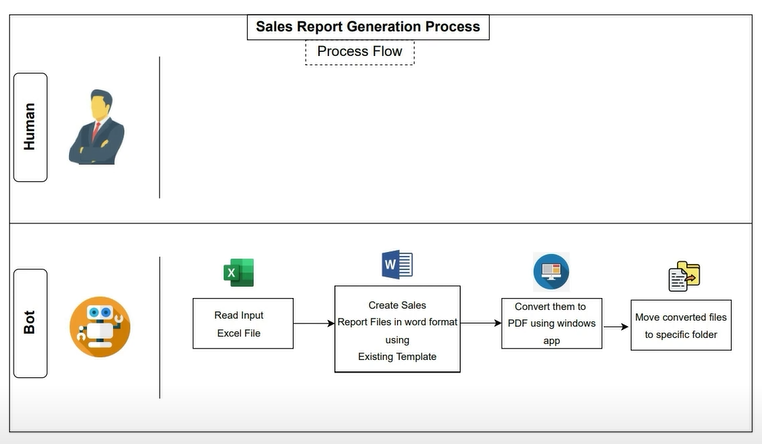 Sales Report Generation Process
Process Flow
Human
Bot
X
W
Read Input
Excel File
Create Sales
Report Files in word format
using
Existing Template
Convert them to
PDF using windows
app
Move converted files
to specific folder